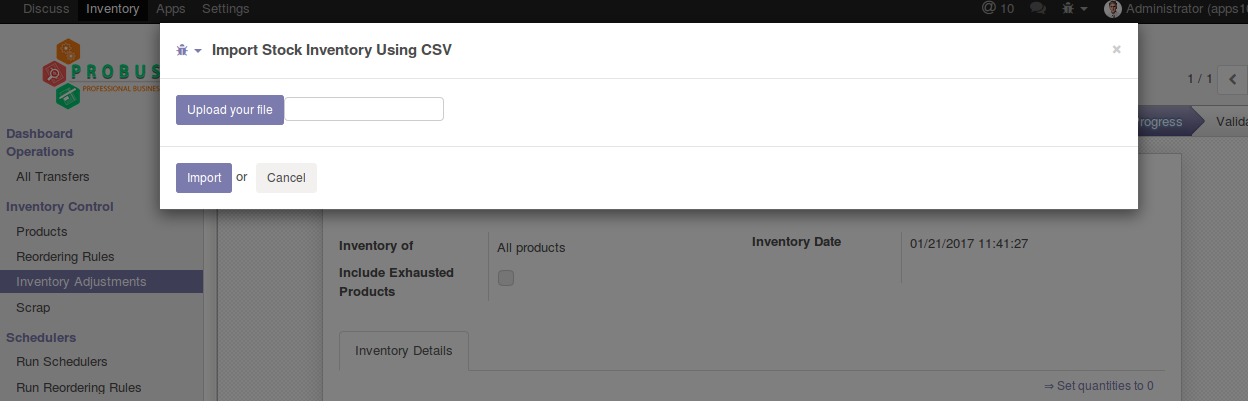 Discuss Inventory Apps Settings @ 10 Administrator (apps10
Import Stock Inventory Using CSV ×
PROBUS
PROFESSIONAL BUSINE
1 / 1
Upload your file
rogress Valida
Dashboard
Operations
All Transfers
Import or Cancel
Inventory Control
Products
Reordering Rules
Inventory Adjustments
Scrap
Schedulers
Run Schedulers
Run Reordering Rules
Inventory of All products
Inventory Date 01/21/2017 11:41:27
Include Exhausted
Products
Inventory Details
⇒ Set quantities to 0